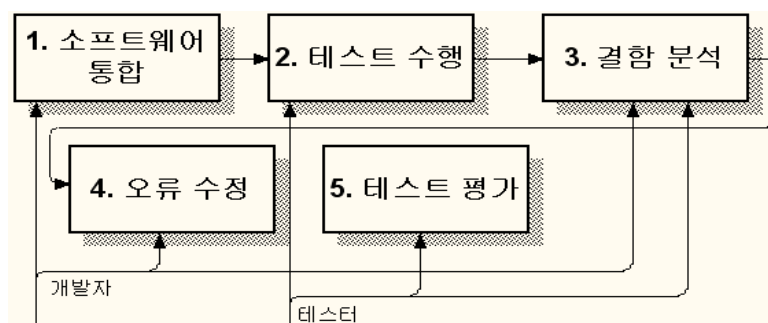 1. 소프트웨어
통합
2. 테스트 수행
3. 결함 분석
4. 오류 수정
5. 테스트 평가
개발자
테스터